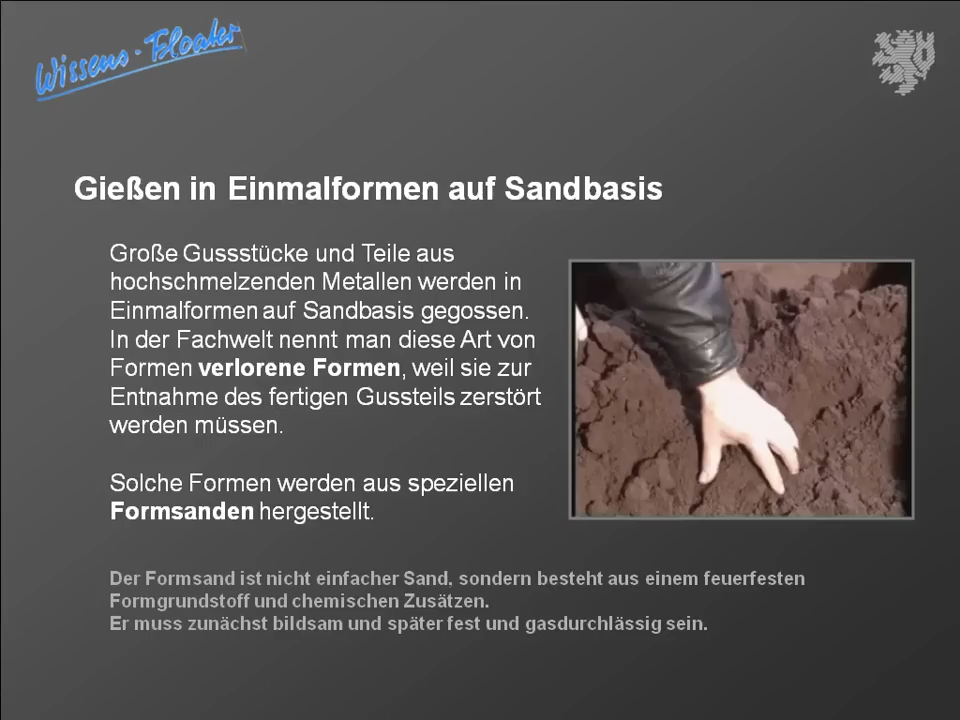 Wissens-Floater
Gießen in Einmalformen auf Sandbasis
Große Gussstücke und Teile aus
hochschmelzenden Metallen werden in
Einmalformen auf Sandbasis gegossen.
In der Fachwelt nennt man diese Art von
Formen verlorene Formen, weil sie zur
Entnahme des fertigen Gussteils zerstört
werden müssen.
Solche Formen werden aus speziellen
Formsanden hergestellt.
Der Formsand ist nicht einfacher Sand, sondern besteht aus einem feuerfesten
Formgrundstoff und chemischen Zusätzen.
Er muss zunächst bildsam und später fest und gasdurchlässig sein.